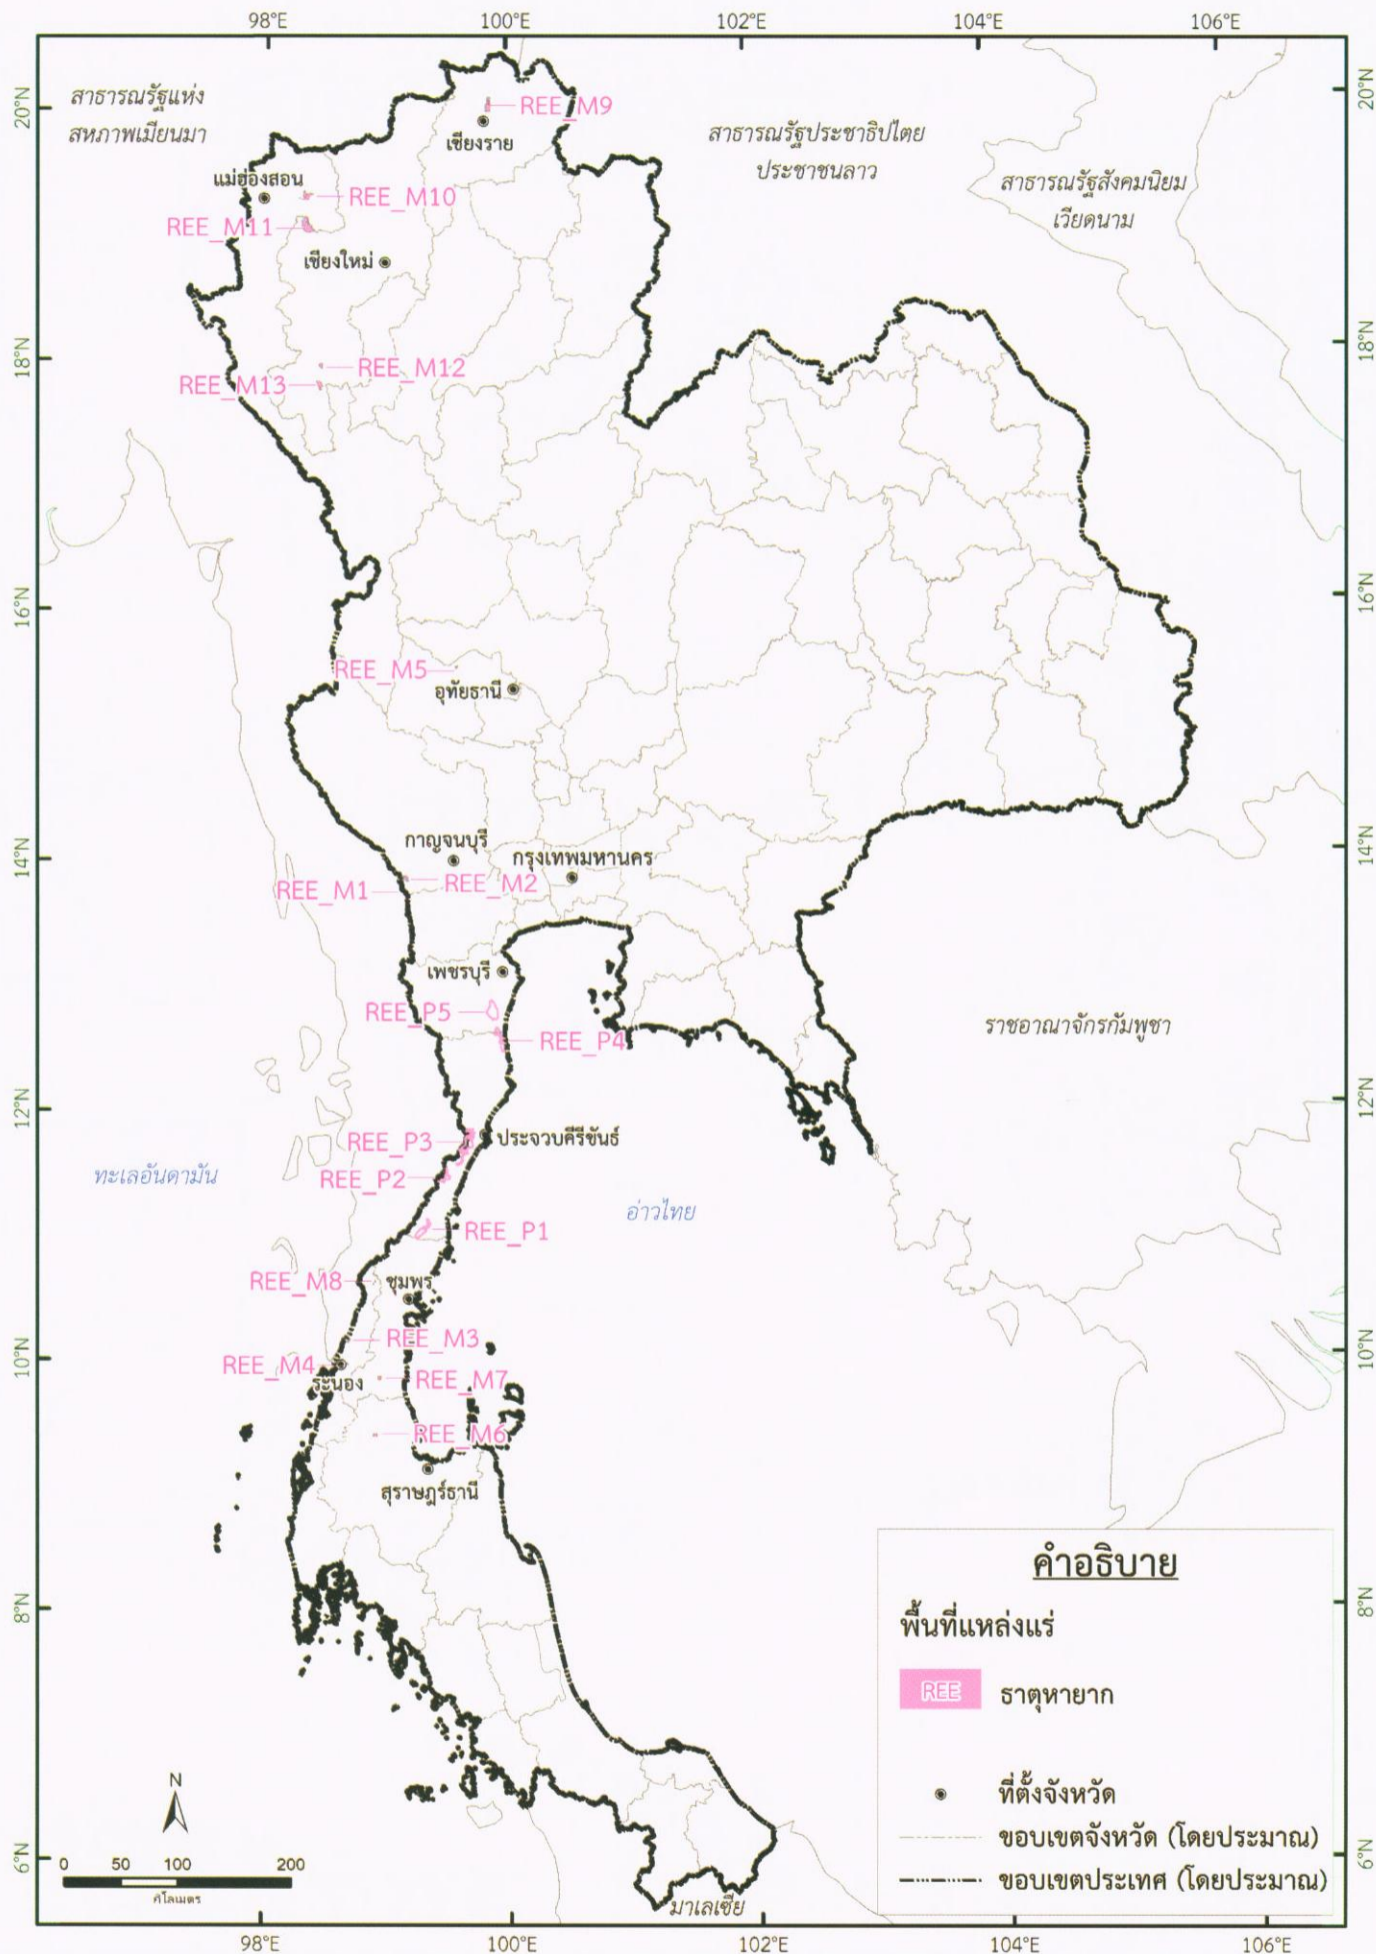 98°E
100°E
102°E
104°E
106°E
20°N
20°N
สาธารณรัฐแห่ง
สหภาพเมียนมา
REE_M9
เชียงราย
สาธารณรัฐประชาธิปไตย
ประชาชนลาว
สาธารณรัฐสังคมนิยม
เวียดนาม
แม่ฮ่องสอน
REE_M10
REE_M11
เชียงใหม่
18°N
18°N
REE_M12
REE_M13
16°N
16°N
REE_M5
อุทัยธานี
กาญจนบุรี
กรุงเทพมหานคร
14°N
14°N
REE_M2
REE_M1
เพชรบุรี
REE_P5
REE_P4
ราชอาณาจักรกัมพูชา
12°N
12°N
REE_P3
ประจวบคีรีขันธ์
REE_P2
ทะเลอันดามัน
อ่าวไทย
REE_P1
REE_M8
ชุมพร
REE_M3
10°N
10°N
REE_M4
ระนอง
REE_M7
REE_M6
สุราษฎร์ธานี
8°N
8°N
คำอธิบาย
พื้นที่แหล่งแร่
REE
ธาตุหายาก
ที่ตั้งจังหวัด
ขอบเขตจังหวัด (โดยประมาณ)
ขอบเขตประเทศ (โดยประมาณ)
N
0
50
100
200
กิโลเมตร
6°N
6°N
มาเลเซีย
98°E
100°E
102°E
104°E
106°E